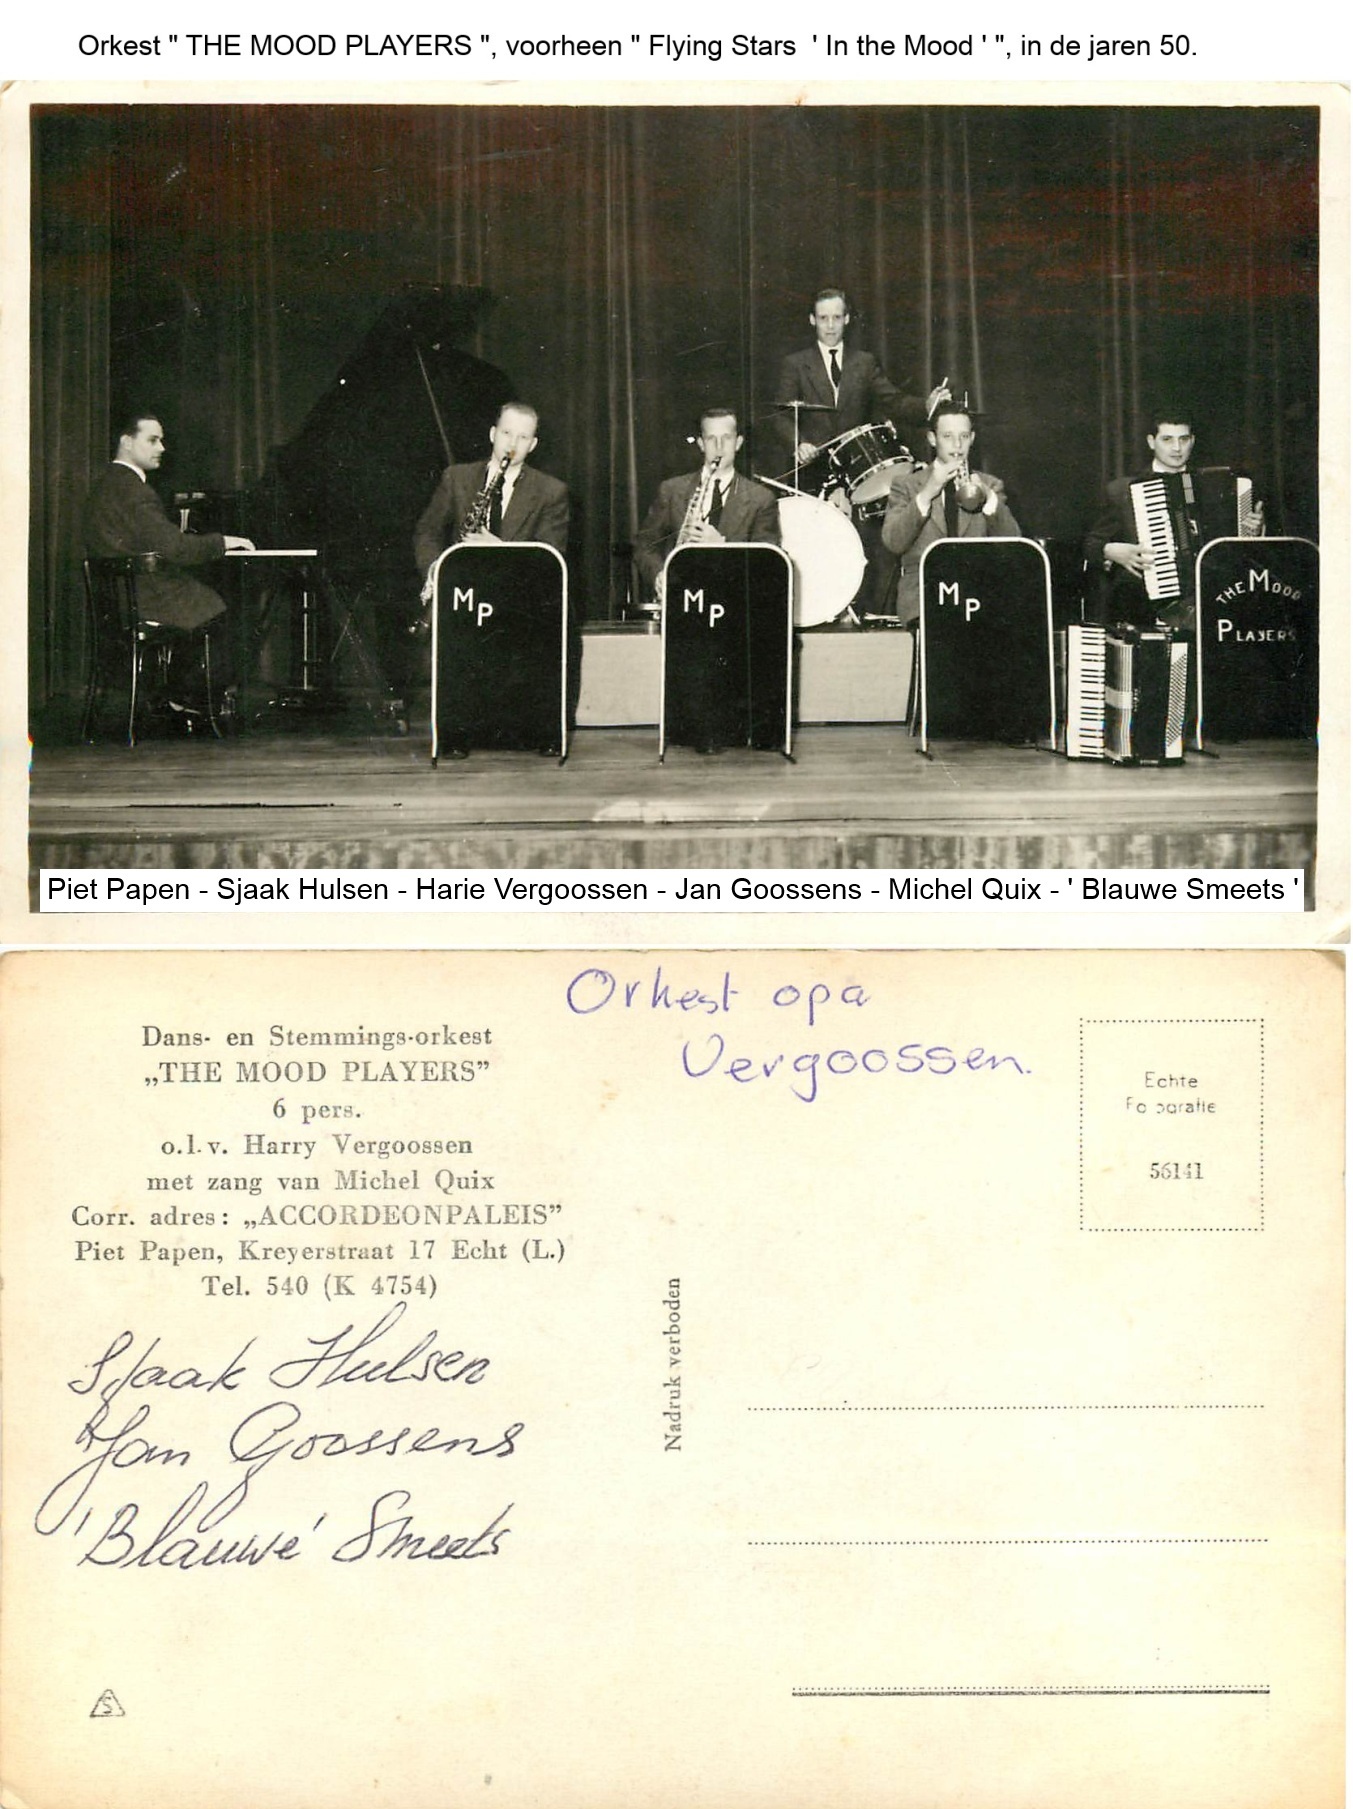 Orkest " THE MOOD PLAYERS ", voorheen " Flying Stars ' In the Mood ' ", in de jaren 50.
M P
M P
M P
THE MOOD
PLAYERS
Piet Papen - Sjaak Hulsen - Harie Vergoossen - Jan Goossens - Michel Quix - ' Blauwe Smeets '
Orkest opa
Vergoossen.
Dans- en Stemmings-orkest
„THE MOOD PLAYERS”
6 pers.
o.l.v. Harry Vergoossen
met zang van Michel Quix
Corr. adres: „ACCORDEONPALEIS”
Piet Papen, Kreyerstraat 17 Echt (L.)
Tel. 540 (K 4754)
Sjaak Hulsen
Jan Goossens
'Blauwe' Smeets
Echte
Fotografie
56141
Nadruk verboden
S